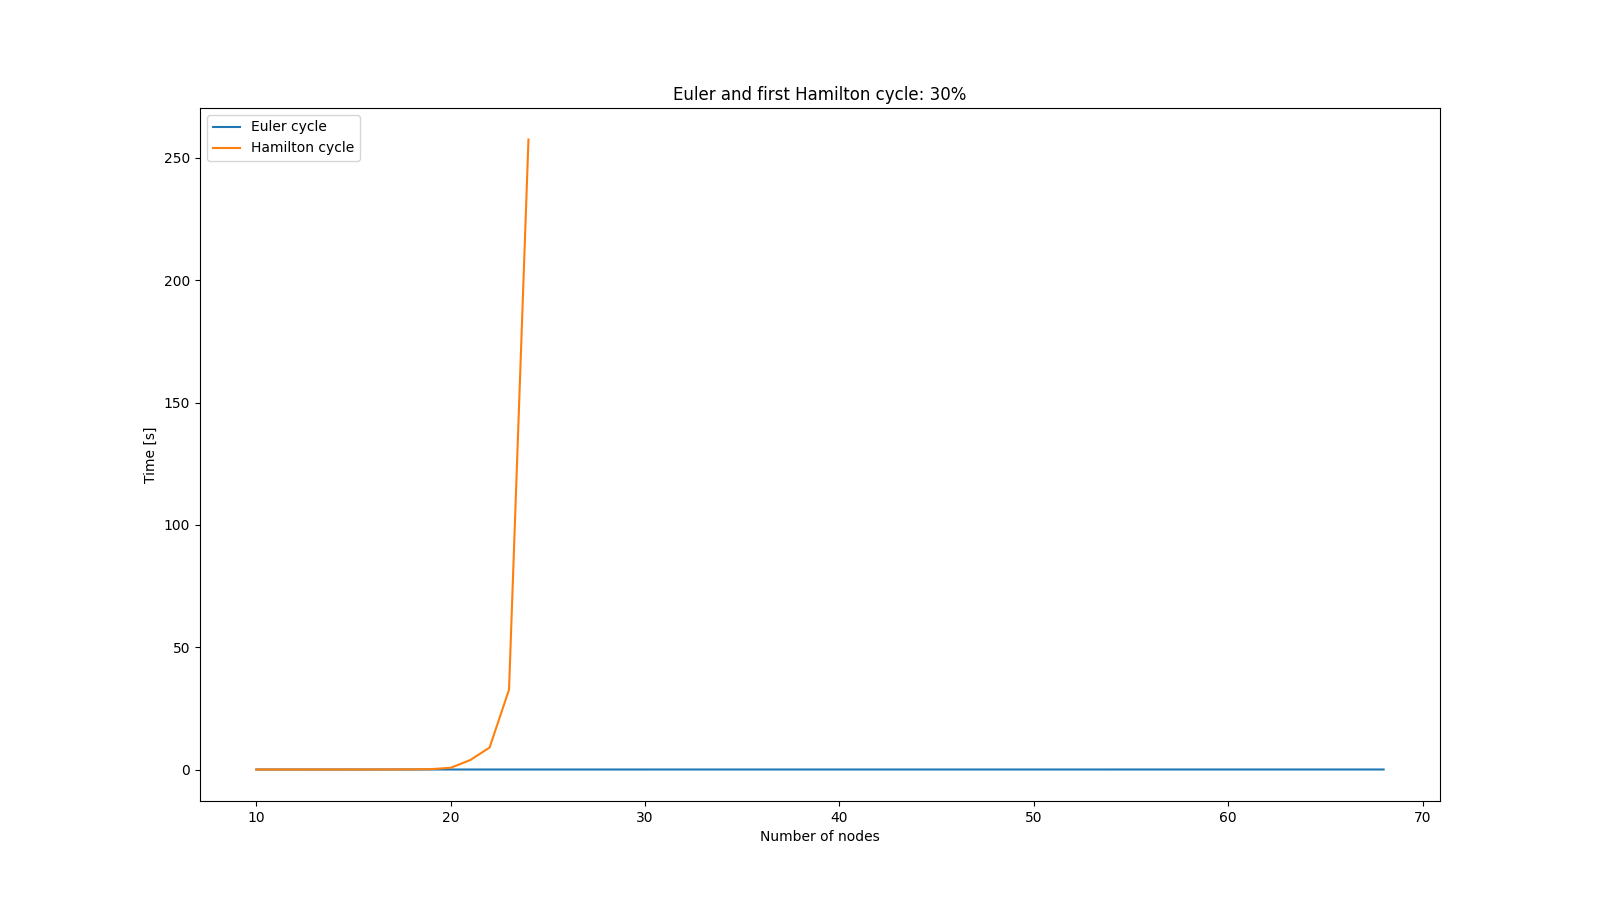 Euler and first Hamilton cycle: 30%
Euler cycle
Hamilton cycle
250
200
150
100
50
0
Time [s]
10 20 30 40 50 60 70
Number of nodes